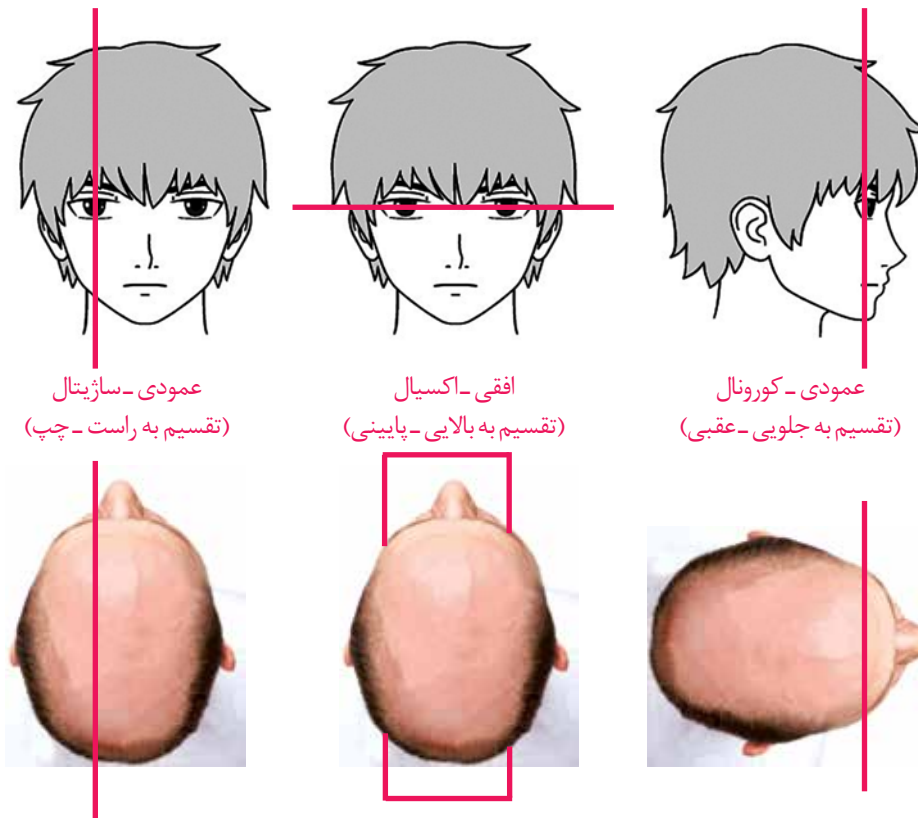 عمودی ـ کورونال
(تقسیم به جلویی ـ عقبی)
افقی ـ اکسیال
(تقسیم به بالایی ـ پایینی)
عمودی ـ ساژیتال
(تقسیم به راست ـ چپ)